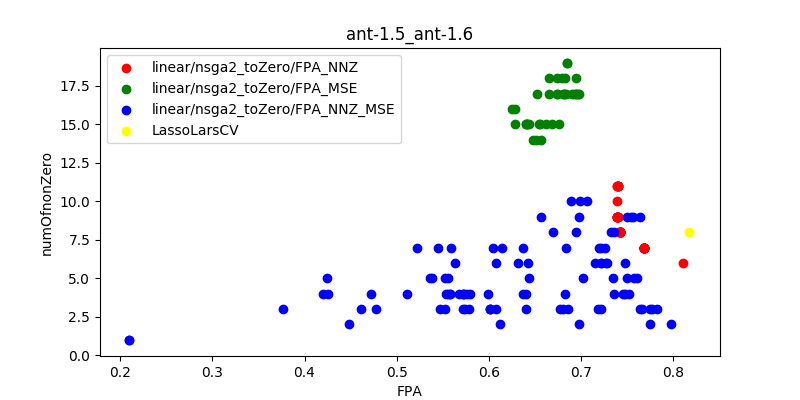 ant-1.5_ant-1.6
linear/nsga2_toZero/FPA_NNZ
linear/nsga2_toZero/FPA_MSE
linear/nsga2_toZero/FPA_NNZ_MSE
LassoLarsCV
numOfnonZero
17.5
15.0
12.5
10.0
7.5
5.0
2.5
0.0
0.2 0.3 0.4 0.5 0.6 0.7 0.8
FPA